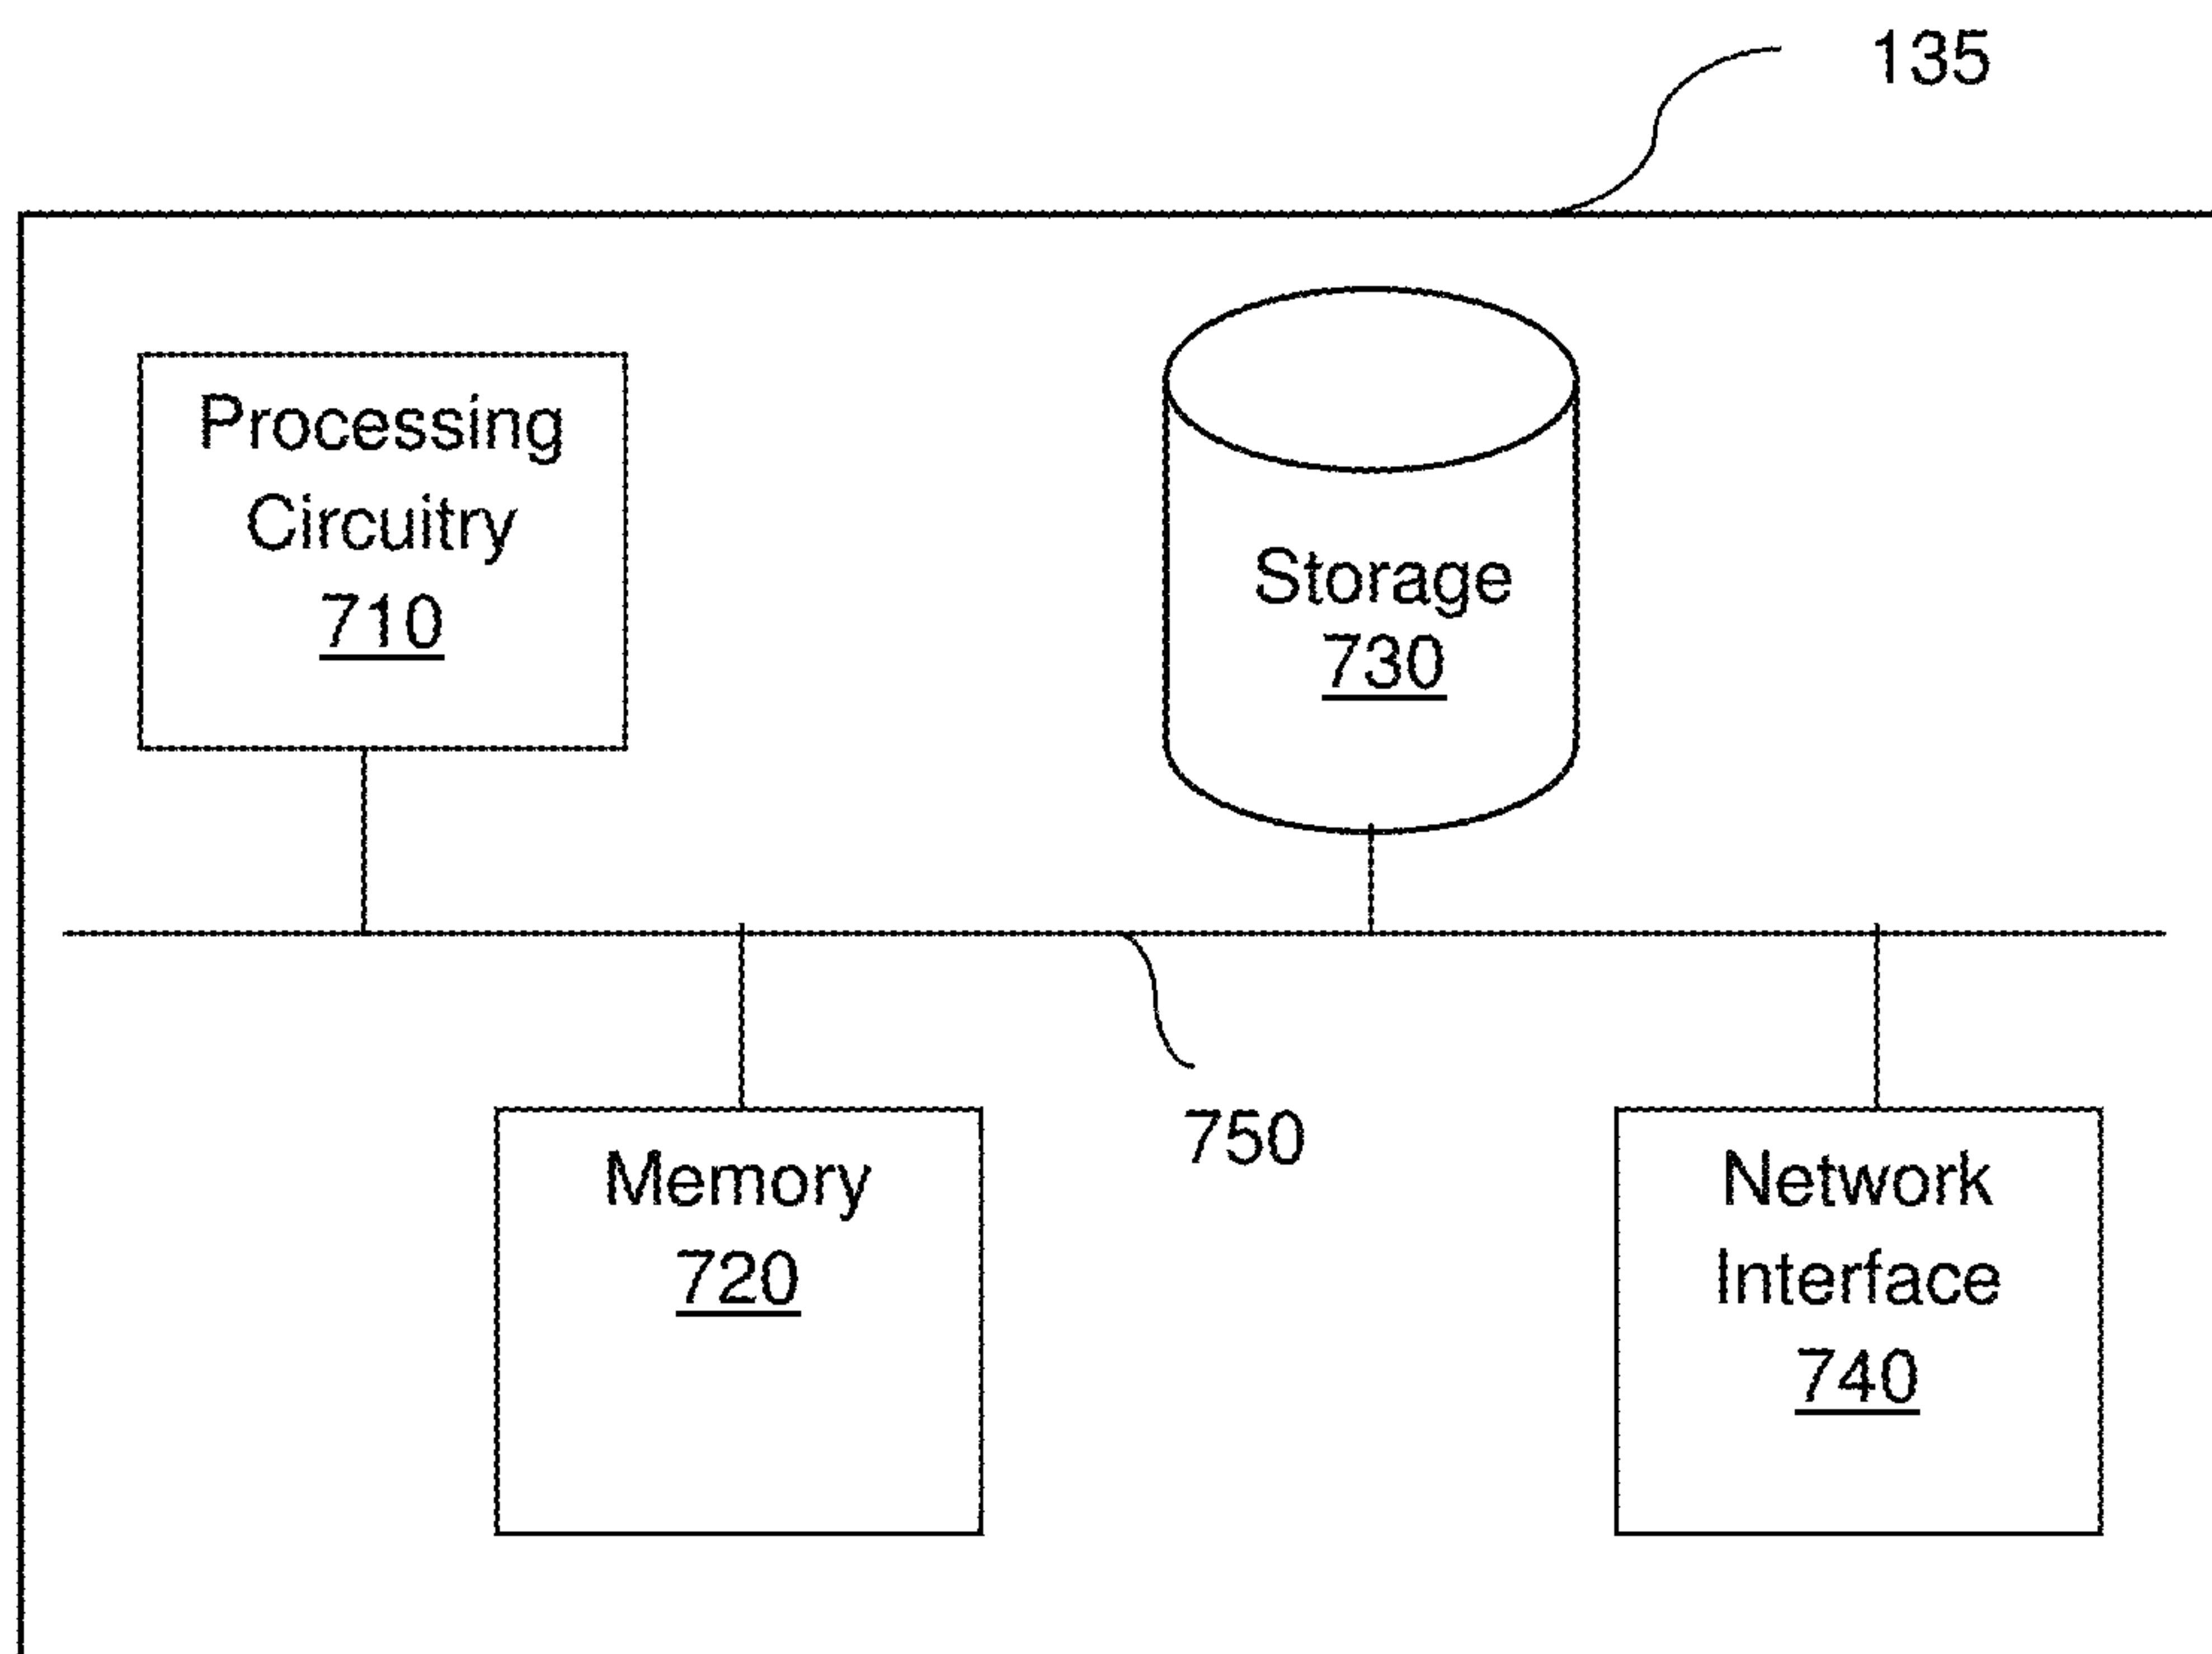 135
Processing
Circuitry
710
Storage
730
750
Memory
720
Network
Interface
740